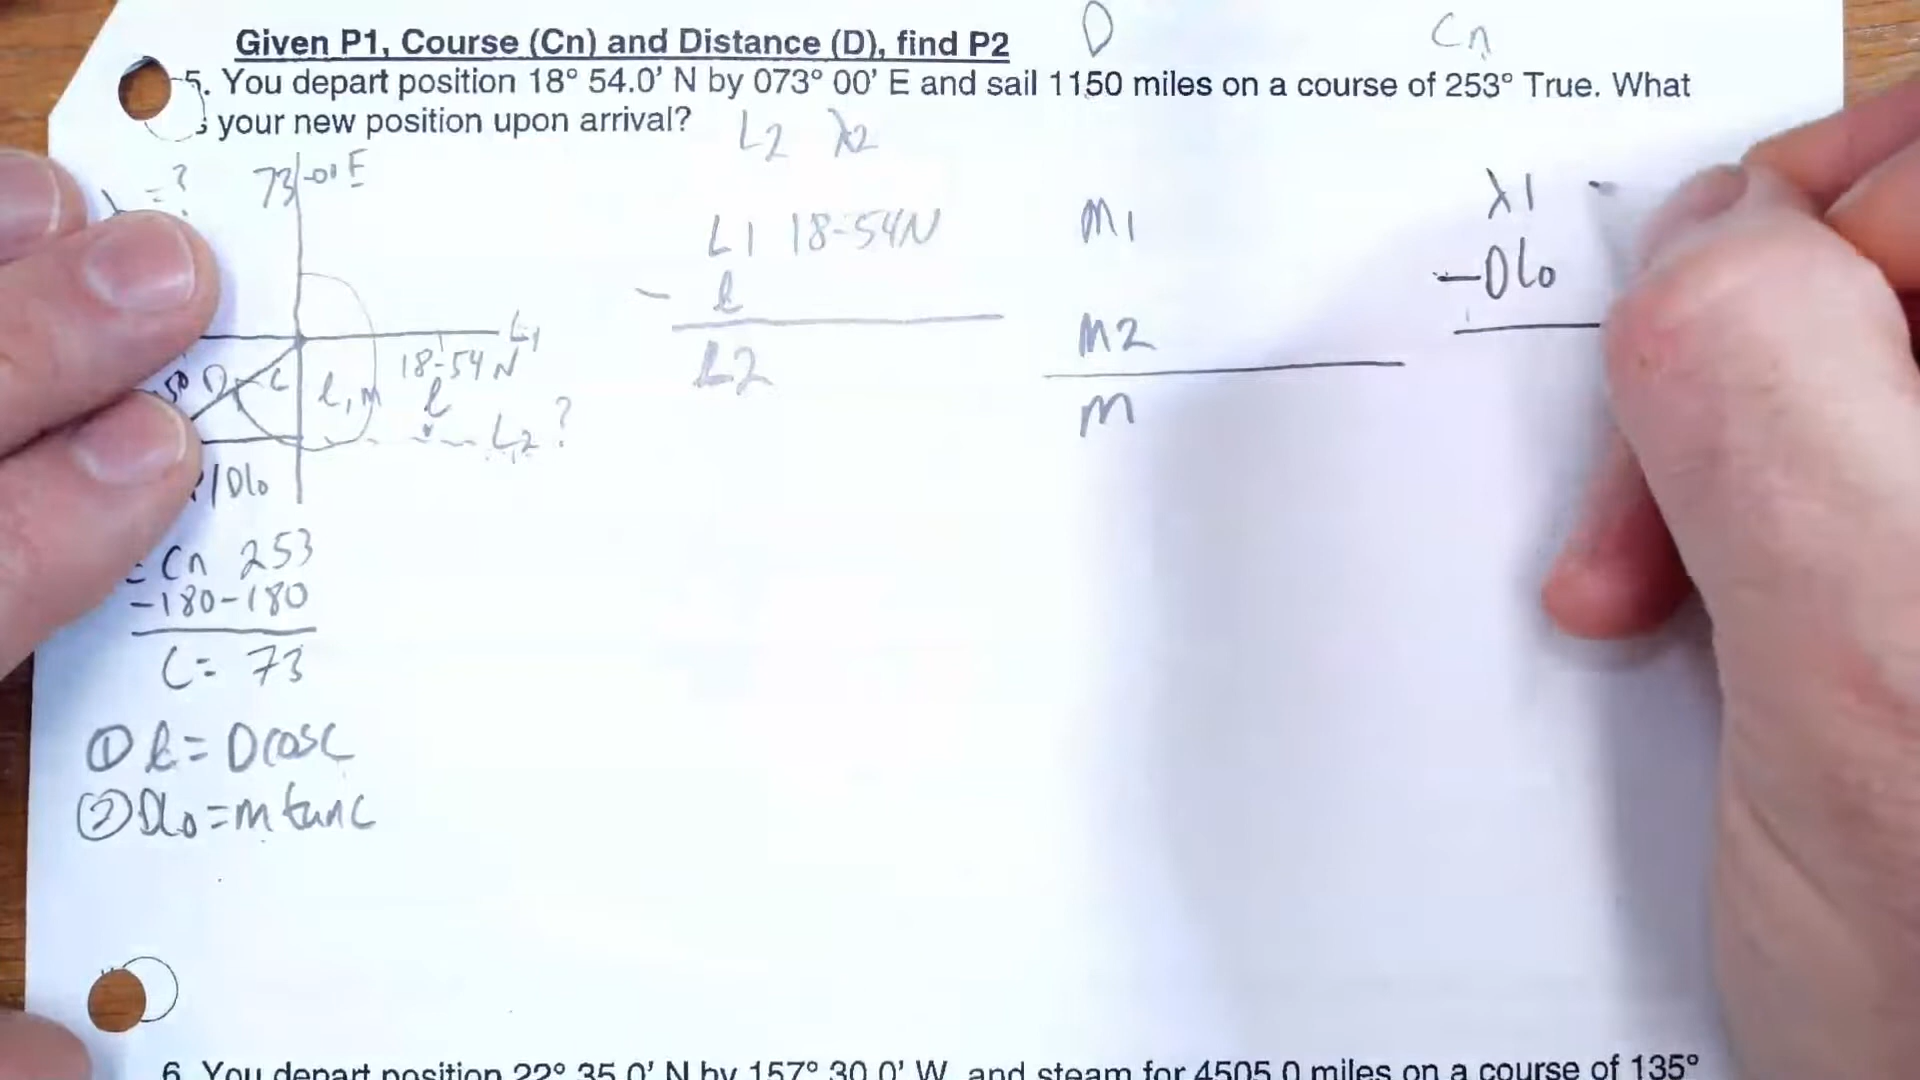 Given P1, Course (Cn) and Distance (D), find P2
D
Cn
5. You depart position 18° 54.0' N by 073° 00' E and sail 1150 miles on a course of 253° True. What
your new position upon arrival?
L2 λ2
= ?
73-00 E
L1
18-54 N
D
C
l, m
l
L2 ?
/Dlo
= Cn 253
-180-180
C= 73
① l= D cos C
② Dlo = m tan C
L1 18-54N
- l
L2
M1
M2
m
λ1
-Dlo
6. You depart position 22° 35.0' N by 157° 30.0' W, and steam for 4505.0 miles on a course of 135°